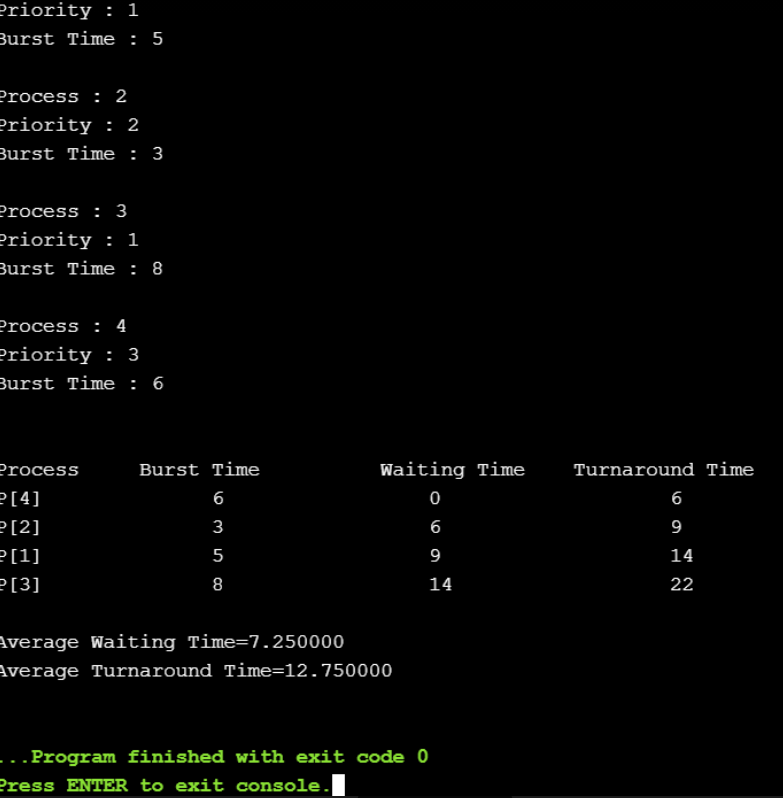 Priority : 1
Burst Time : 5
Process : 2
Priority : 2
Burst Time : 3
Process : 3
Priority : 1
Burst Time : 8
Process : 4
Priority : 3
Burst Time : 6
Process Burst Time Waiting Time Turnaround Time
P[4] 6 0 6
P[2] 3 6 9
P[1] 5 9 14
P[3] 8 14 22
Average Waiting Time=7.250000
Average Turnaround Time=12.750000
...Program finished with exit code 0
Press ENTER to exit console.